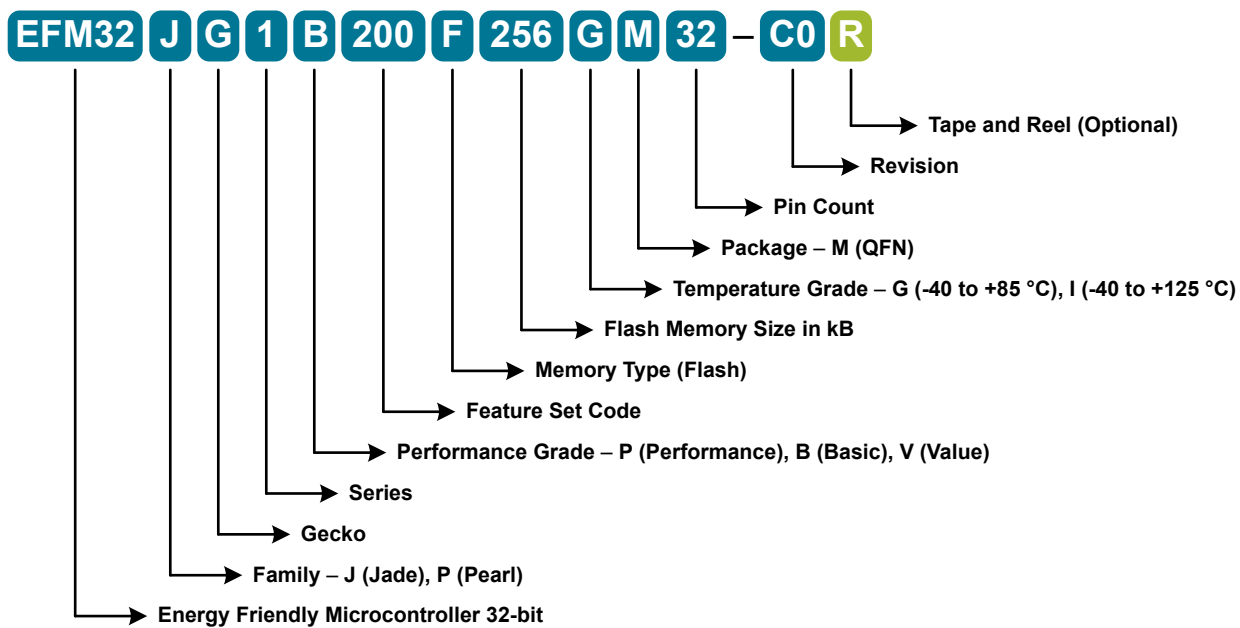 EFM32 J G 1 B 200 F 256 G M 32 – C0 R
Tape and Reel (Optional)
Revision
Pin Count
Package – M (QFN)
Temperature Grade – G (-40 to +85 °C), I (-40 to +125 °C)
Flash Memory Size in kB
Memory Type (Flash)
Feature Set Code
Performance Grade – P (Performance), B (Basic), V (Value)
Series
Gecko
Family – J (Jade), P (Pearl)
Energy Friendly Microcontroller 32-bit